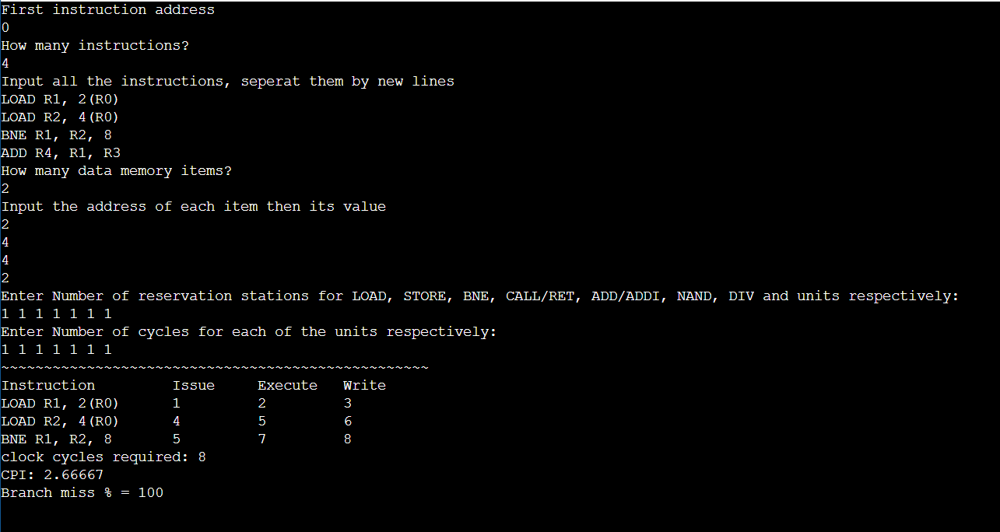 First instruction address
0
How many instructions?
4
Input all the instructions, seperat them by new lines
LOAD R1, 2(R0)
LOAD R2, 4(R0)
BNE R1, R2, 8
ADD R4, R1, R3
How many data memory items?
2
Input the address of each item then its value
2
4
4
2
Enter Number of reservation stations for LOAD, STORE, BNE, CALL/RET, ADD/ADDI, NAND, DIV and units respectively:
1 1 1 1 1 1 1
Enter Number of cycles for each of the units respectively:
1 1 1 1 1 1 1
~~~~~~~~~~~~~~~~~~~~~~~~~~~~~~~~~~~~~~~~~~~~~~~~~~
Instruction Issue Execute Write
LOAD R1, 2(R0) 1 2 3
LOAD R2, 4(R0) 4 5 6
BNE R1, R2, 8 5 7 8
clock cycles required: 8
CPI: 2.66667
Branch miss % = 100